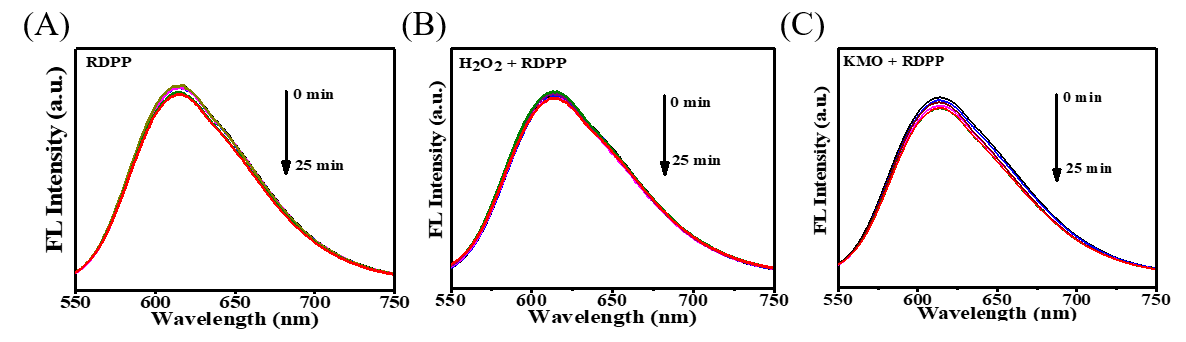 (A)
RDPP
0 min
25 min
FL Intensity (a.u.)
550 600 650 700 750
Wavelength (nm)
(B)
H₂O₂ + RDPP
0 min
25 min
FL Intensity (a.u.)
550 600 650 700 750
Wavelength (nm)
(C)
KMO + RDPP
0 min
25 min
FL Intensity (a.u.)
550 600 650 700 750
Wavelength (nm)